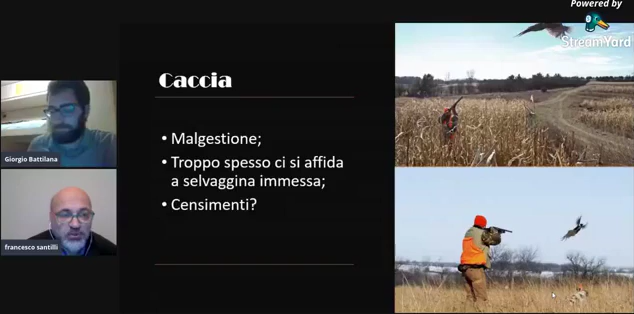 Powered by
StreamYard
Caccia
• Malgestione;
• Troppo spesso ci si affida
a selvaggina immessa;
• Censimenti?
Giorgio Battilana
francesco santilli